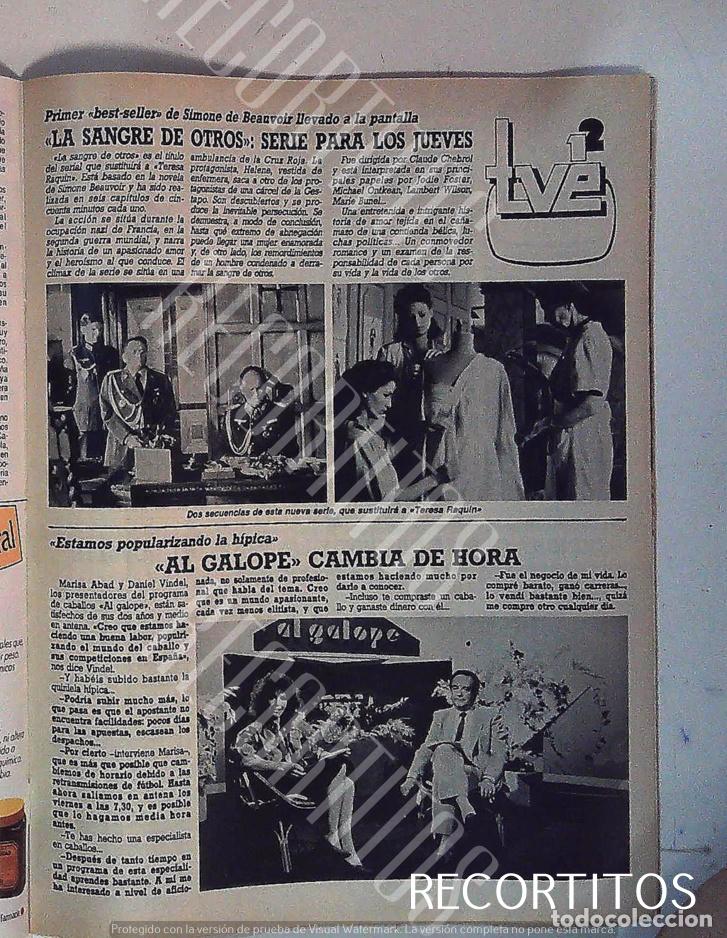 Primer «best-seller» de Simone de Beauvoir llevado a la pantalla
«LA SANGRE DE OTROS»: SERIE PARA LOS JUEVES
tve
1
2
«La sangre de otros» es el título
del serial que sustituirá a «Teresa
Raquin». Está basado en la novela
de Simone Beauvoir y ha sido rea-
lizada en seis capítulos de cin-
cuenta minutos cada uno.
La acción se sitúa durante la
ocupación nazi de Francia, en la
segunda guerra mundial, y narra
la historia de un apasionado amor
y el heroísmo al que conduce. El
clímax de la serie se sitúa en una
ambulancia de la Cruz Roja. La
protagonista, Helene, vestida de
enfermera, saca a otro de los pro-
tagonistas de una cárcel de la Ges-
tapo. Son descubiertos y se pro-
duce la inevitable persecución. Se
demuestra, a modo de conclusión,
hasta qué extremo de abnegación
puede llegar una mujer enamorada
y, de otro lado, los remordimientos
de un hombre condenado a derra-
mar la sangre de otros.
Fue dirigida por Claude Chabrol
y está interpretada en sus princi-
pales papeles por Jodie Foster,
Michael Ontkean, Lambert Wilson,
Marie Bunel...
Una entretenida e intrigante his-
toria de amor tejida en el caña-
mazo de una contienda bélica, lu-
chas políticas... Un conmovedor
romance y un examen de la res-
ponsabilidad de cada persona por
su vida y la vida de los otros.
Dos secuencias de esta nueva serie, que sustituirá a «Teresa Raquin»
«Estamos popularizando la hípica»
«AL GALOPE» CAMBIA DE HORA
Marisa Abad y Daniel Vindel,
los presentadores del programa
de caballos «Al galope», están sa-
tisfechos de sus dos años y medio
en antena. «Creo que estamos ha-
ciendo una buena labor, populari-
zando el mundo del caballo y
sus competiciones en España»,
nos dice Vindel.
—Y habéis subido bastante la
quiniela hípica...
—Podría subir mucho más, lo
que pasa es que el apostante no
encuentra facilidades: pocos días
para las apuestas, escasean los
despachos...
—Por cierto —interviene Marisa—,
que es más que posible que cam-
biemos de horario debido a las
retransmisiones de fútbol. Hasta
ahora salíamos en antena los
viernes a las 7,30, y es posible
que lo hagamos media hora
antes.
—Te has hecho una especialista
en caballos...
—Después de tanto tiempo en
un programa de esta especiali-
dad aprendes bastante. A mí me
ha interesado a nivel de aficio-
nada, no solamente de profesio-
nal que habla del tema. Creo
que es un mundo apasionante,
cada vez menos elitista, y que
estamos haciendo mucho por
darlo a conocer.
—Incluso te compraste un caba-
llo y ganaste dinero con él...
—Fue el negocio de mi vida. Lo
compré barato, ganó carreras...
lo vendí bastante bien..., quizá
me compre otro cualquier día.
al galope
RECORTITOS
todocoleccion
Protegido con la versión de prueba de Visual Watermark. La versión completa no pone esta marca.